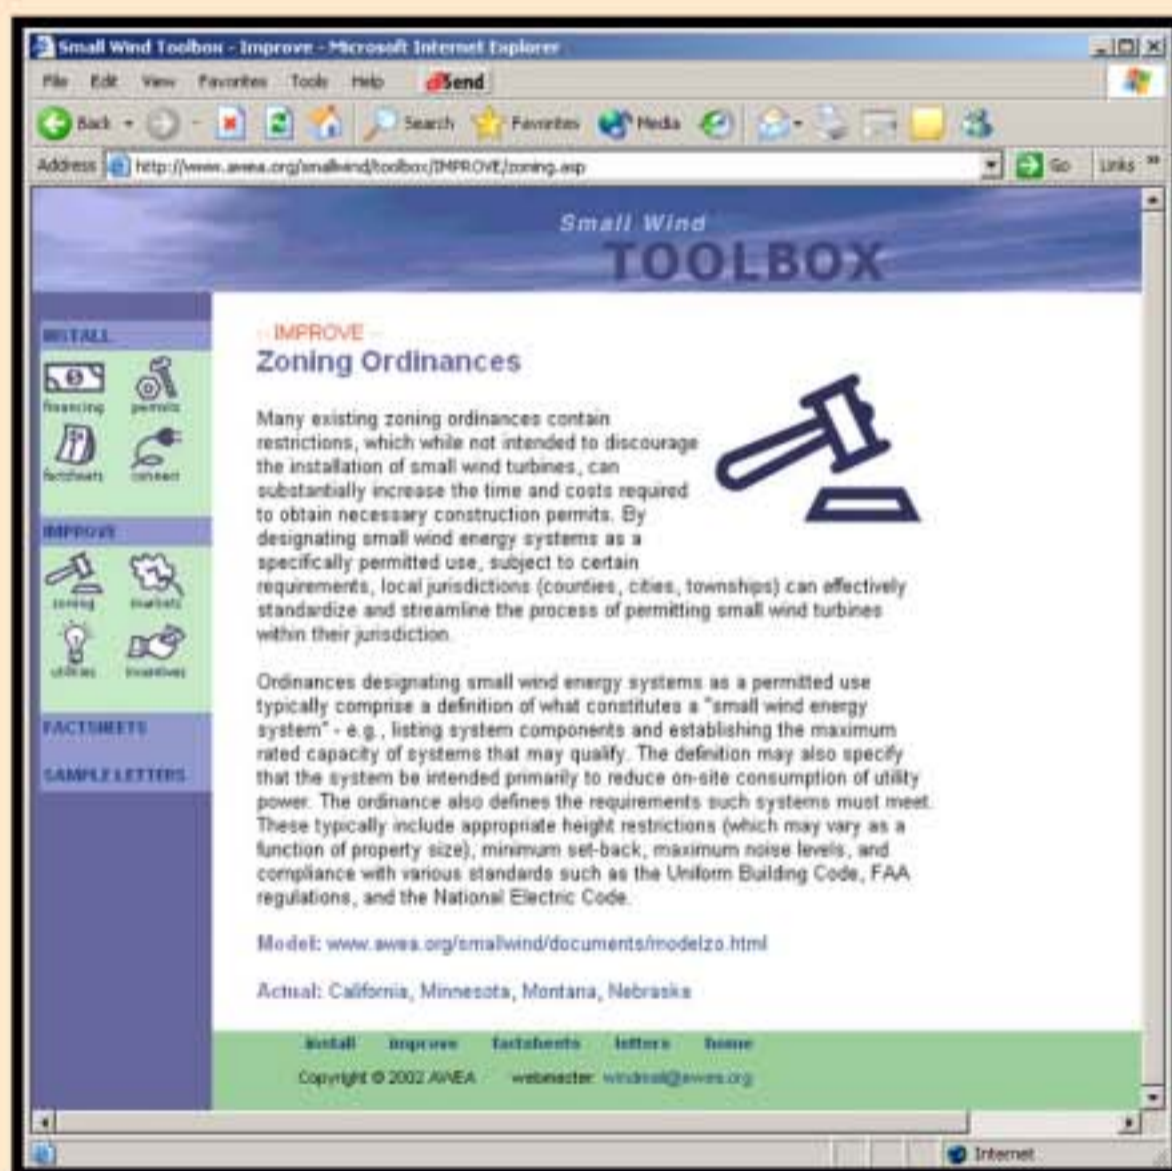 Small Wind Toolbox - Improve - Microsoft Internet Explorer
File Edit View Favorites Tools Help Send
Back Search Favorites Media
Address http://www.awea.org/smallwind/toolbox/IMPROVE/zoning.asp Go Links »
Small Wind
TOOLBOX
INSTALL
financing permits
factsheets connect
IMPROVE
zoning markets
utilities incentives
FACTSHEETS
SAMPLE LETTERS
-- IMPROVE --
Zoning Ordinances
Many existing zoning ordinances contain
restrictions, which while not intended to discourage
the installation of small wind turbines, can
substantially increase the time and costs required
to obtain necessary construction permits. By
designating small wind energy systems as a
specifically permitted use, subject to certain
requirements, local jurisdictions (counties, cities, townships) can effectively
standardize and streamline the process of permitting small wind turbines
within their jurisdiction.
Ordinances designating small wind energy systems as a permitted use
typically comprise a definition of what constitutes a "small wind energy
system" - e.g., listing system components and establishing the maximum
rated capacity of systems that may qualify. The definition may also specify
that the system be intended primarily to reduce on-site consumption of utility
power. The ordinance also defines the requirements such systems must meet.
These typically include appropriate height restrictions (which may vary as a
function of property size), minimum set-back, maximum noise levels, and
compliance with various standards such as the Uniform Building Code, FAA
regulations, and the National Electric Code.
Model: www.awea.org/smallwind/documents/modelzo.html
Actual: California, Minnesota, Montana, Nebraska
install improve factsheets letters home
Copyright © 2002 AWEA webmaster: windmail@awea.org
Internet